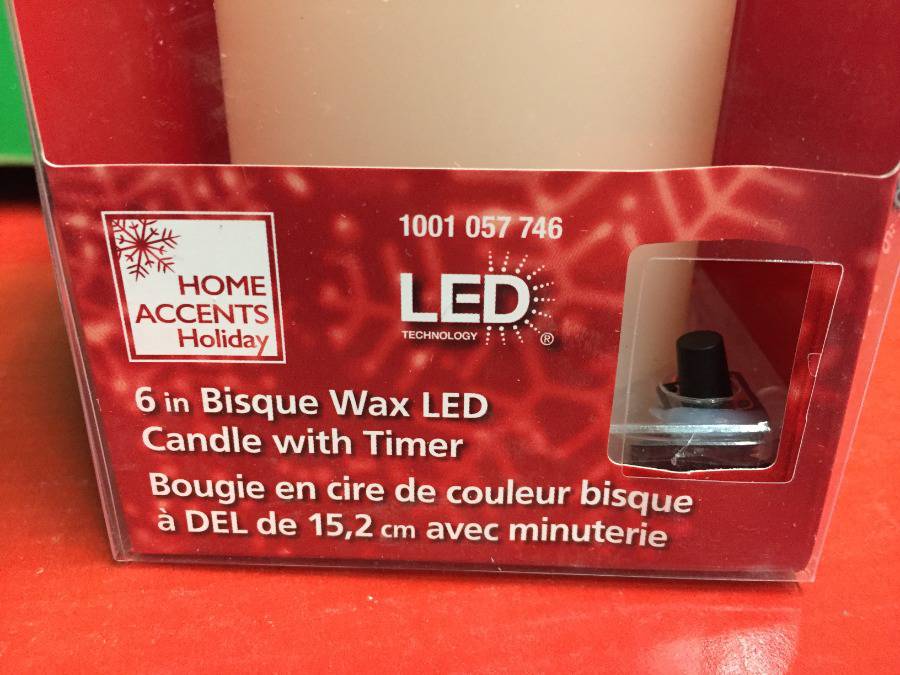 HOME
ACCENTS
Holiday
1001 057 746
LED
TECHNOLOGY ®
6 in Bisque Wax LED
Candle with Timer
Bougie en cire de couleur bisque
à DEL de 15,2 cm avec minuterie